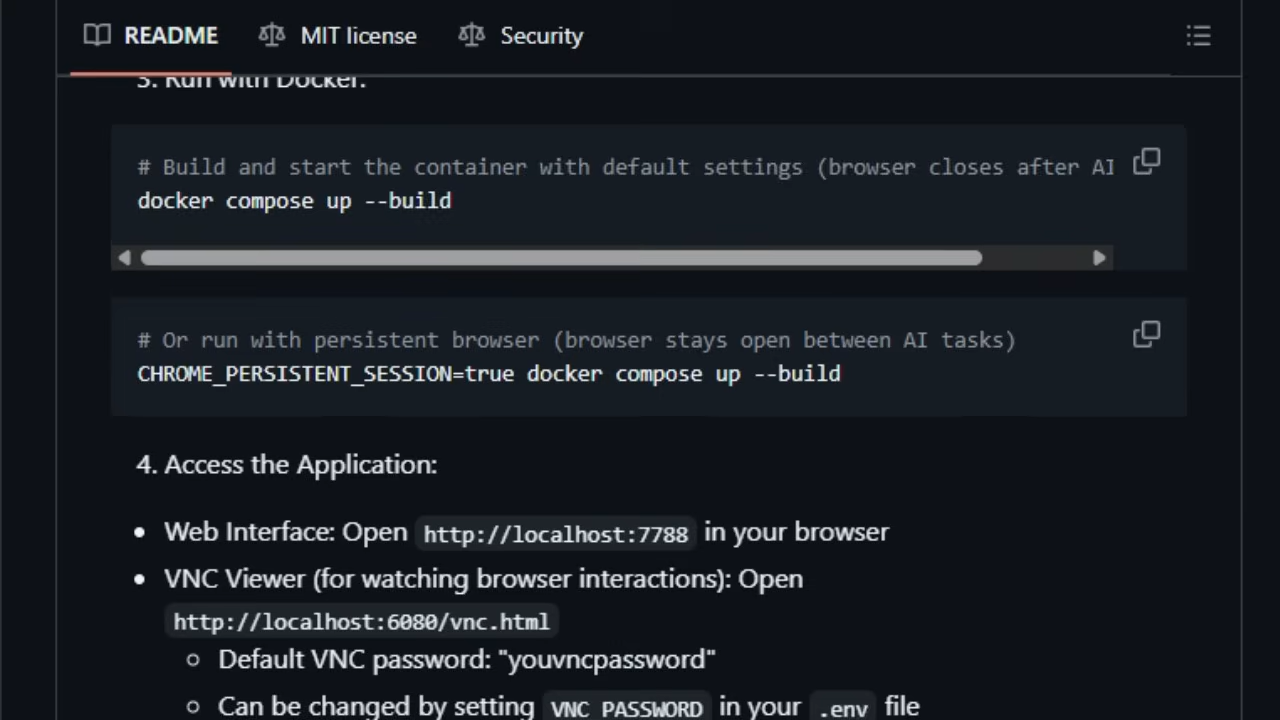 README MIT license Security
3. Run with Docker:
# Build and start the container with default settings (browser closes after AI
docker compose up --build
# Or run with persistent browser (browser stays open between AI tasks)
CHROME_PERSISTENT_SESSION=true docker compose up --build
4. Access the Application:
• Web Interface: Open http://localhost:7788 in your browser
• VNC Viewer (for watching browser interactions): Open
http://localhost:6080/vnc.html
○ Default VNC password: "youvncpassword"
○ Can be changed by setting VNC_PASSWORD in your .env file